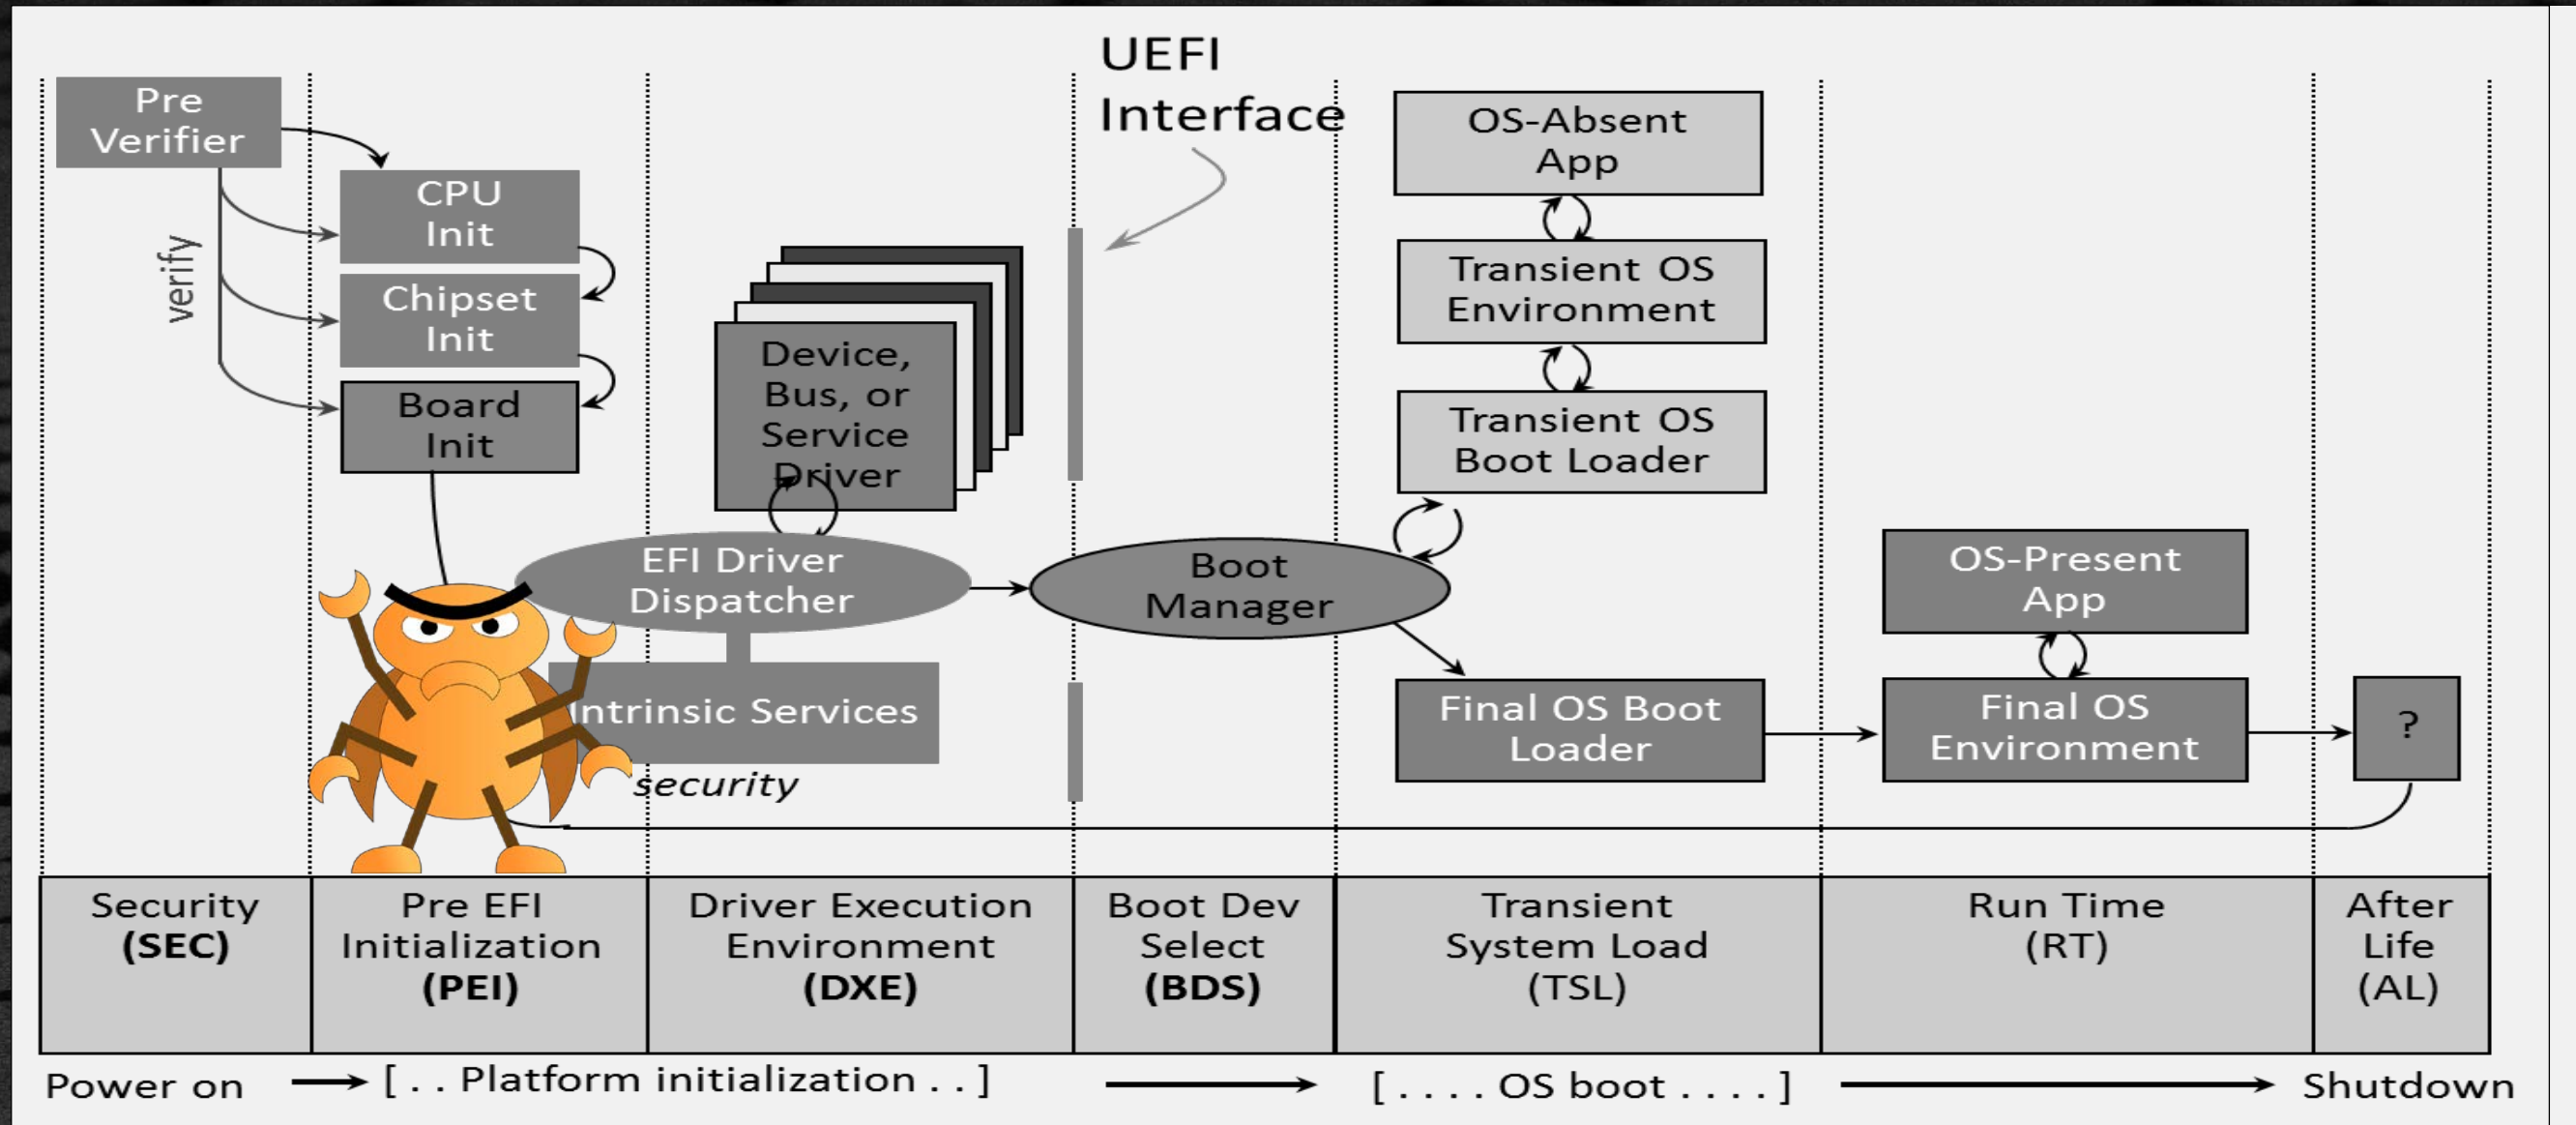 UEFI
Interface
Pre
Verifier
verify
CPU
Init
Chipset
Init
Board
Init
Device,
Bus, or
Service
Driver
EFI Driver
Dispatcher
Intrinsic Services
security
Boot
Manager
OS-Absent
App
Transient OS
Environment
Transient OS
Boot Loader
Final OS Boot
Loader
OS-Present
App
Final OS
Environment
?
Security
(SEC)
Pre EFI
Initialization
(PEI)
Driver Execution
Environment
(DXE)
Boot Dev
Select
(BDS)
Transient
System Load
(TSL)
Run Time
(RT)
After
Life
(AL)
Power on
[ . . Platform initialization . . ]
[ . . . . OS boot . . . . ]
Shutdown